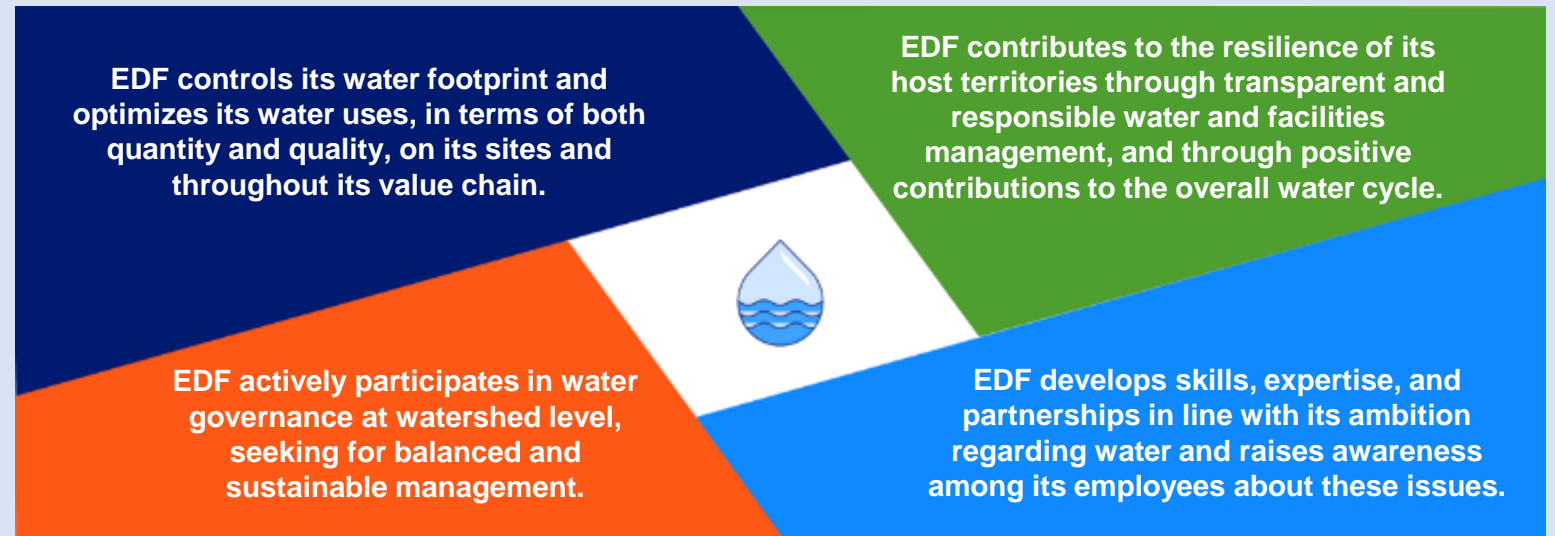 EDF controls its water footprint and
optimizes its water uses, in terms of both
quantity and quality, on its sites and
throughout its value chain.
EDF contributes to the resilience of its
host territories through transparent and
responsible water and facilities
management, and through positive
contributions to the overall water cycle.
EDF actively participates in water
governance at watershed level,
seeking for balanced and
sustainable management.
EDF develops skills, expertise, and
partnerships in line with its ambition
regarding water and raises awareness
among its employees about these issues.